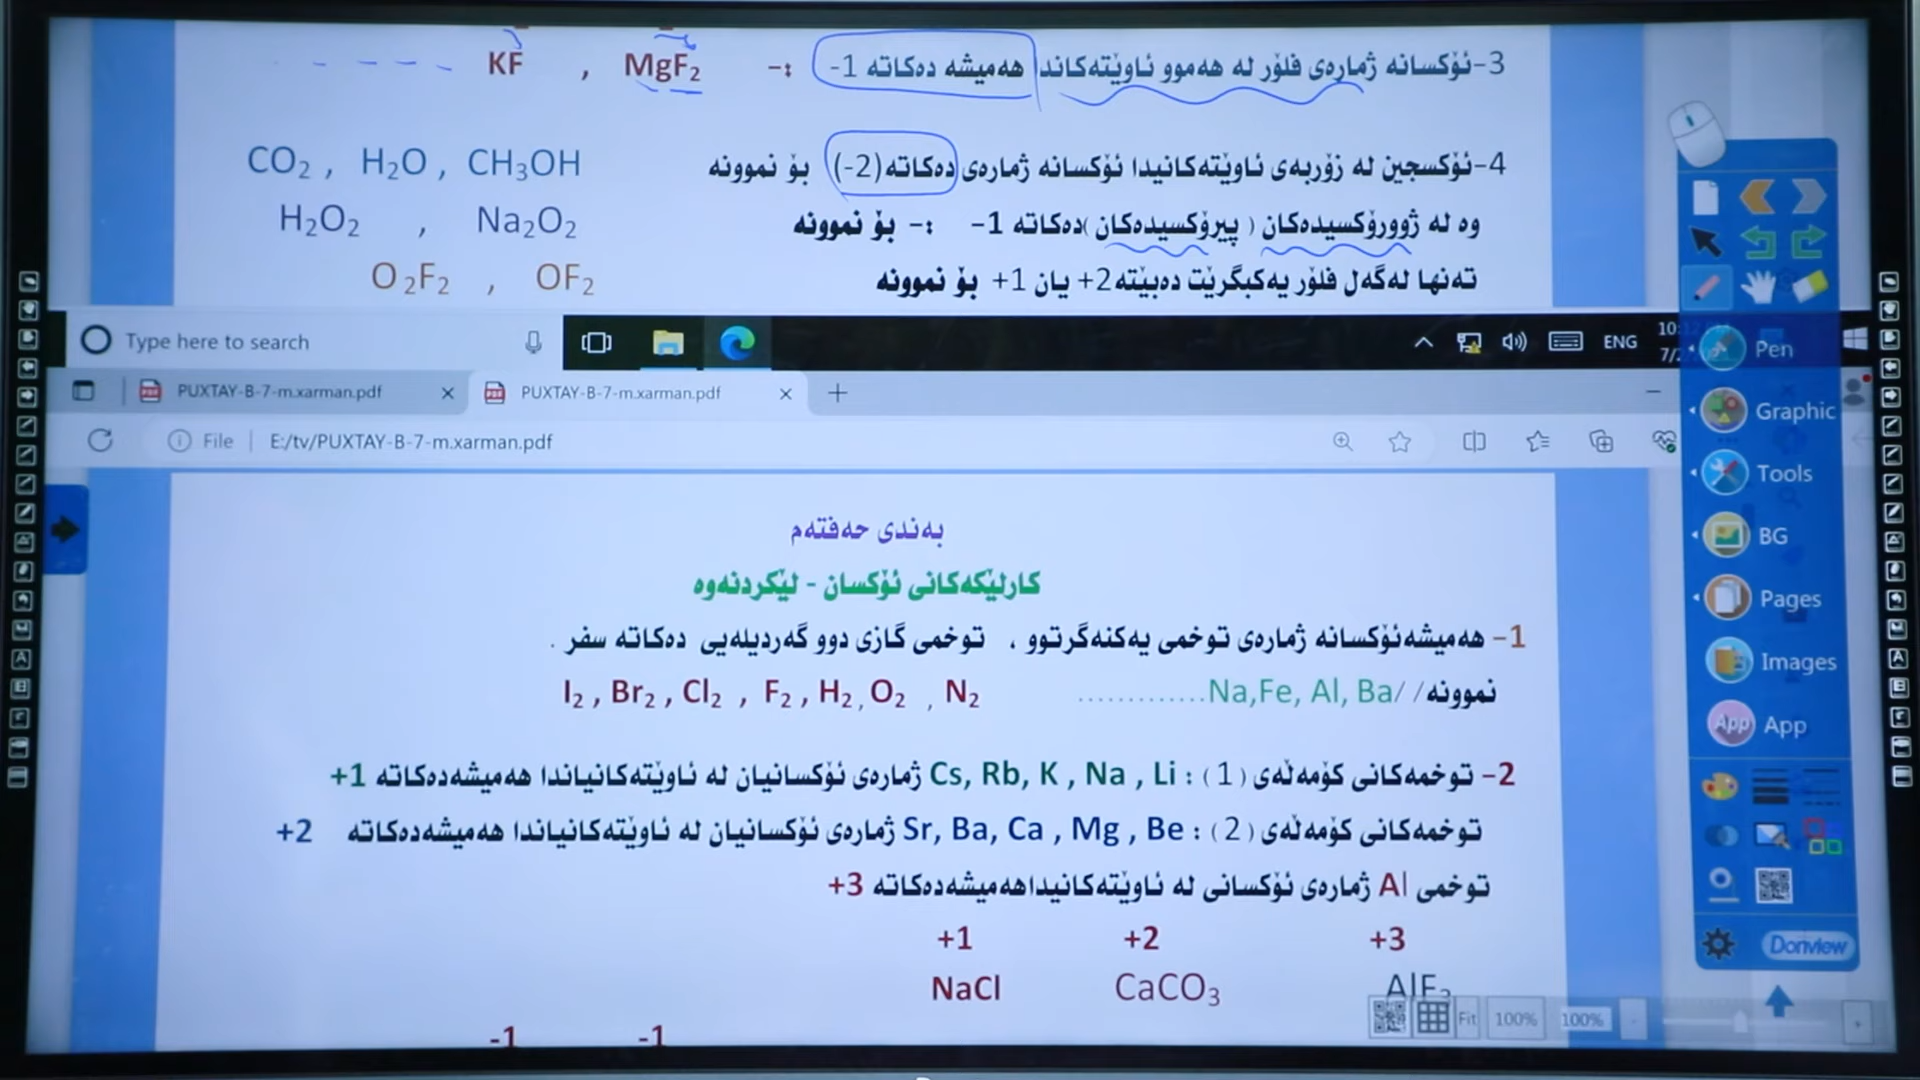 3-ئۆکسانە ژمارەی فلۆر لە هەموو ئاوێتەکاندا هەمیشە دەکاتە 1- :- MgF₂ , KF
4-ئۆکسجین لە زۆربەی ئاوێتەکانیدا ئۆکسانە ژمارەی دەکاتە(2-) بۆ نموونە CO₂ , H₂O , CH₃OH
وە لە ژوورۆکسیدەکان ( پیرۆکسیدەکان )دەکاتە 1- :- بۆ نموونە H₂O₂ , Na₂O₂
تەنها لەگەل فلۆر یەکبگرێت دەبێتە 2+ یان 1+ بۆ نموونە O₂F₂ , OF₂
Type here to search
ENG
PUXTAY-B-7-m.xarman.pdf
PUXTAY-B-7-m.xarman.pdf
File E:/tv/PUXTAY-B-7-m.xarman.pdf
بەندی حەفتەم
کارلێکەکانی ئۆکسان - لێکردنەوە
1- هەمیشەئۆکسانە ژمارەی توخمی یەکنەگرتوو ، توخمی گازی دوو گەردیلەیی دەکاتە سفر .
نموونە/ /Na,Fe, Al, Ba............. I₂ , Br₂ , Cl₂ , F₂ , H₂ , O₂ , N₂
2- توخمەکانی کۆمەڵەی (1) : Cs, Rb, K , Na , Li ژمارەی ئۆکسانیان لە ئاوێتەکانیاندا هەمیشەدەکاتە +1
توخمەکانی کۆمەڵەی (2) : Sr, Ba, Ca , Mg , Be ژمارەی ئۆکسانیان لە ئاوێتەکانیاندا هەمیشەدەکاتە +2
توخمی Al ژمارەی ئۆکسانی لە ئاوێتەکانیداهەمیشەدەکاتە +3
+1 +2 +3
NaCl CaCO₃ AlF₃
-1 -1
Pen
Graphic
Tools
BG
Pages
Images
App App
Donview
Fit 100% 100%